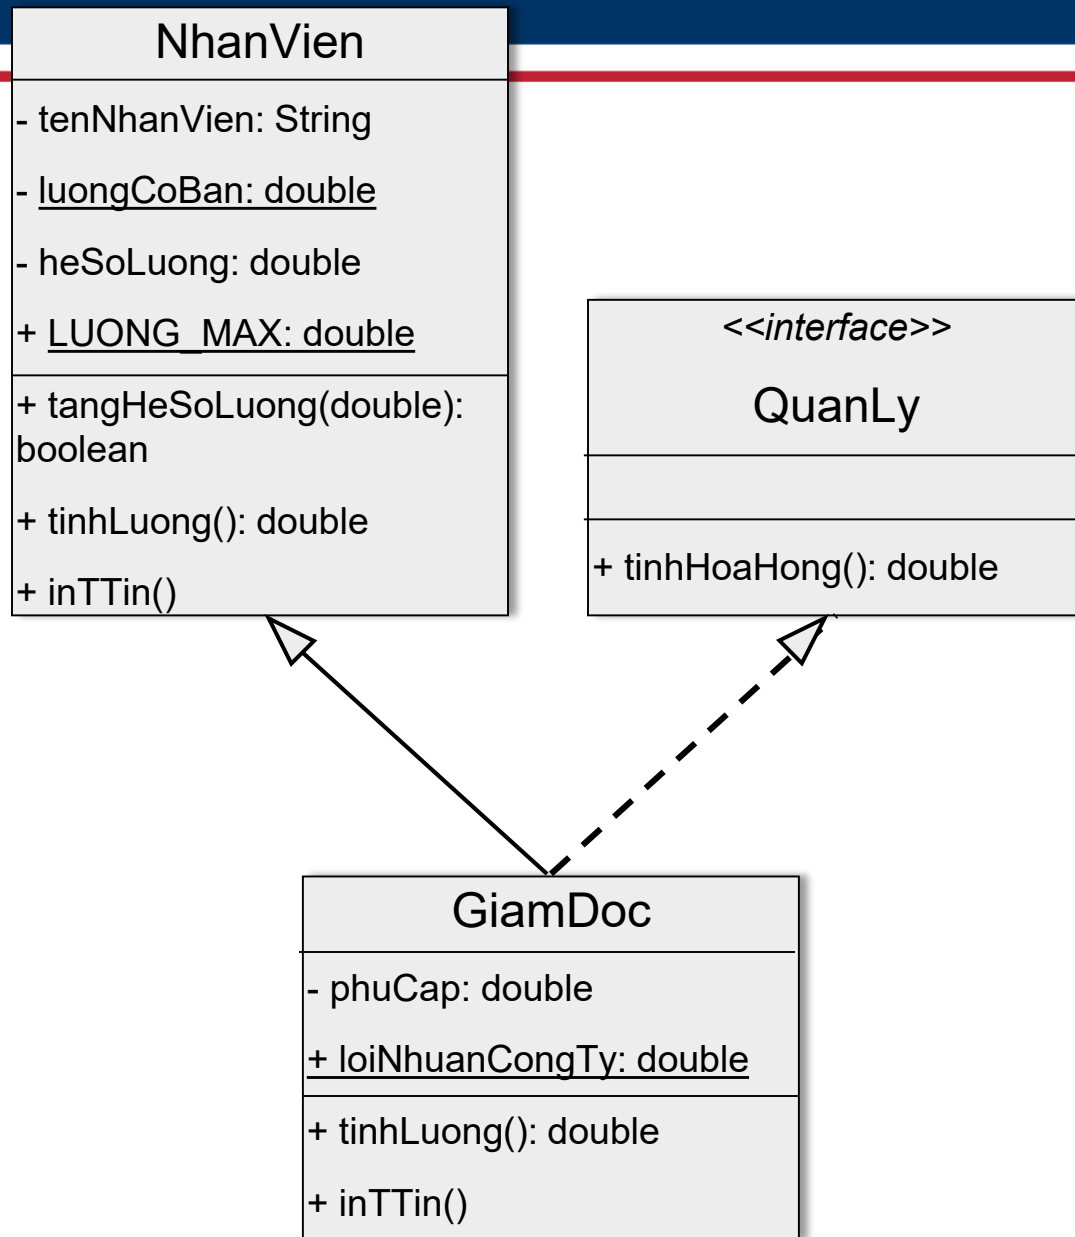 NhanVien
- tenNhanVien: String
- luongCoBan: double
- heSoLuong: double
+ LUONG_MAX: double
+ tangHeSoLuong(double):
boolean
+ tinhLuong(): double
+ inTTin()
<<interface>>
QuanLy
+ tinhHoaHong(): double
GiamDoc
- phuCap: double
+ loiNhuanCongTy: double
+ tinhLuong(): double
+ inTTin()